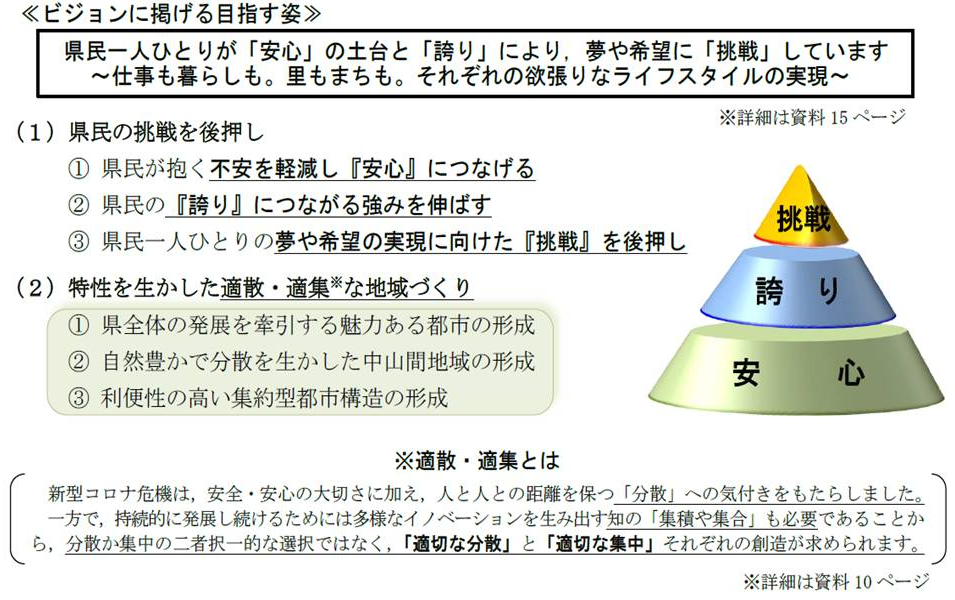 ≪ビジョンに掲げる目指す姿≫
県民一人ひとりが「安心」の土台と「誇り」により，夢や希望に「挑戦」しています
～仕事も暮らしも。里もまちも。それぞれの欲張りなライフスタイルの実現～
※詳細は資料15ページ
（１）県民の挑戦を後押し
① 県民が抱く不安を軽減し『安心』につなげる
② 県民の『誇り』につながる強みを伸ばす
③ 県民一人ひとりの夢や希望の実現に向けた『挑戦』を後押し
（２）特性を生かした適散・適集※な地域づくり
① 県全体の発展を牽引する魅力ある都市の形成
② 自然豊かで分散を生かした中山間地域の形成
③ 利便性の高い集約型都市構造の形成
挑戦
誇 り
安 心
※適散・適集とは
新型コロナ危機は，安全・安心の大切さに加え，人と人との距離を保つ「分散」への気付きをもたらしました。
一方で，持続的に発展し続けるためには多様なイノベーションを生み出す知の「集積や集合」も必要であることか
ら，分散か集中の二者択一的な選択ではなく，「適切な分散」と「適切な集中」それぞれの創造が求められます。
※詳細は資料10ページ